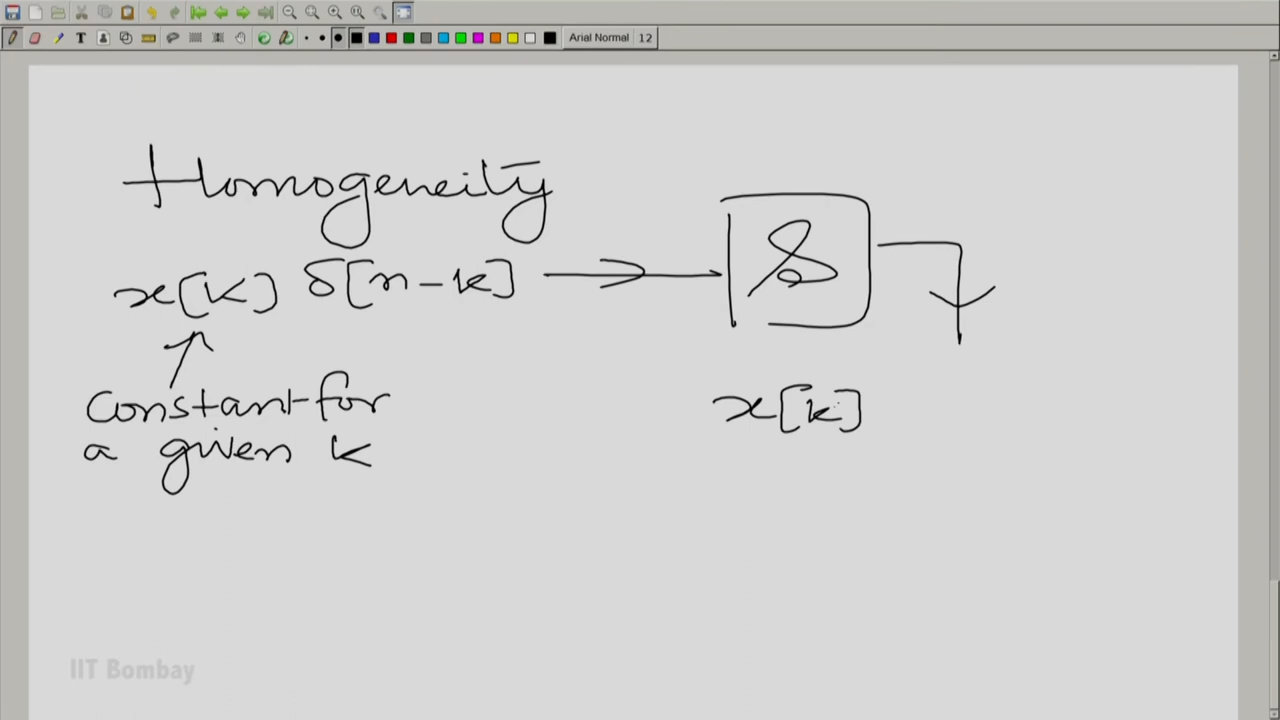 Arial Normal 12
Homogeneity
x[k] δ[n-k] → S
constant for
a given k
x[k]
IIT Bombay